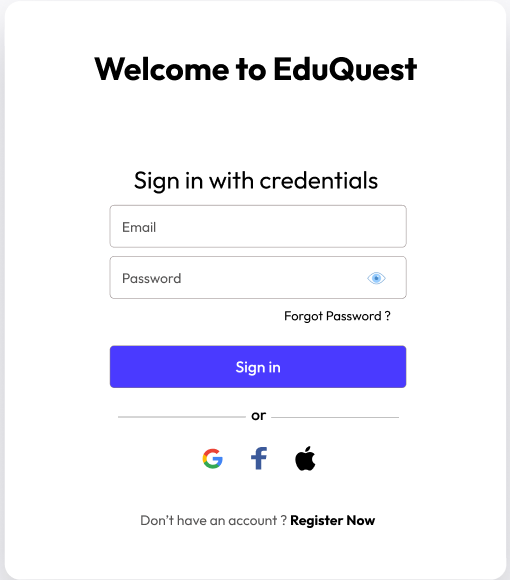 Welcome to EduQuest
Sign in with credentials
Email
Password
Forgot Password ?
Sign in
or
Don't have an account ? Register Now